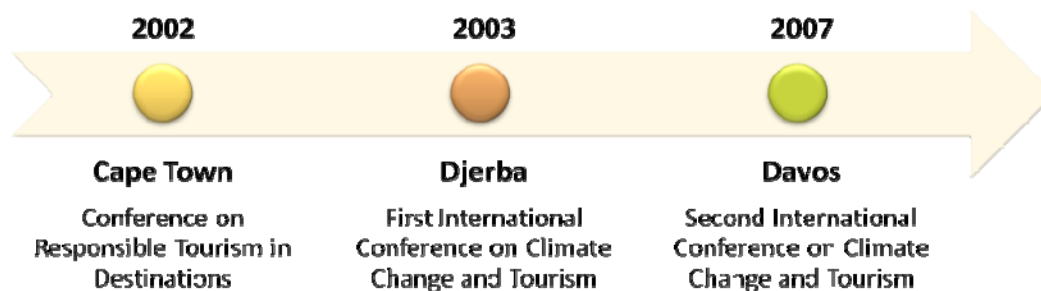 2002
Cape Town
Conference on
Responsible Tourism in
Destinations
2003
Djerba
First International
Conference on Climate
Change and Tourism
2007
Davos
Second International
Conference or Climate
Change and Tourism